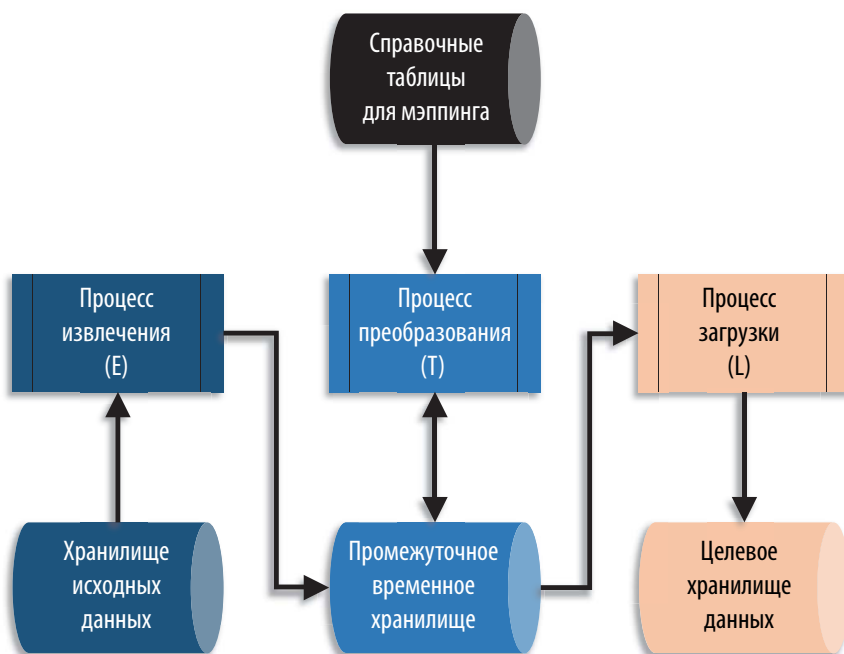 Справочные
таблицы
для мэппинга
Процесс
извлечения
(E)
Процесс
преобразования
(T)
Процесс
загрузки
(L)
Хранилище
исходных
данных
Промежуточное
временное
хранилище
Целевое
хранилище
данных